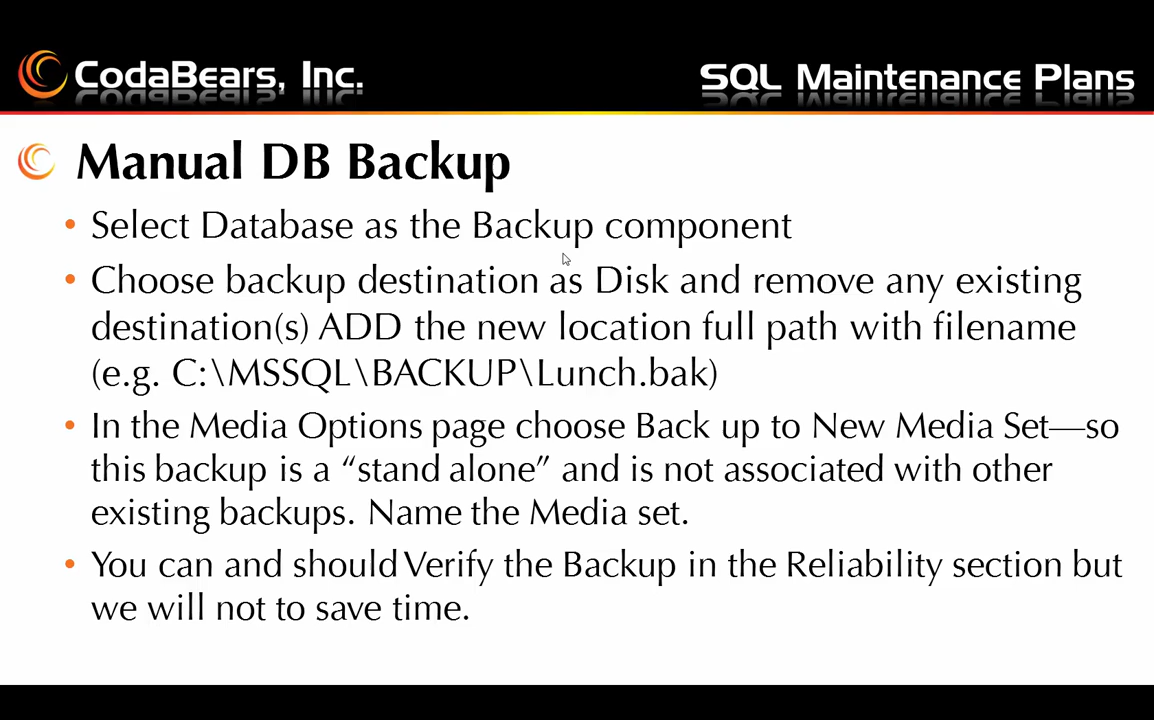 CodaBears, Inc.
SQL Maintenance Plans
Manual DB Backup
• Select Database as the Backup component
• Choose backup destination as Disk and remove any existing
destination(s) ADD the new location full path with filename
(e.g. C:\MSSQL\BACKUP\Lunch.bak)
• In the Media Options page choose Back up to New Media Set—so
this backup is a “stand alone” and is not associated with other
existing backups. Name the Media set.
• You can and should Verify the Backup in the Reliability section but
we will not to save time.